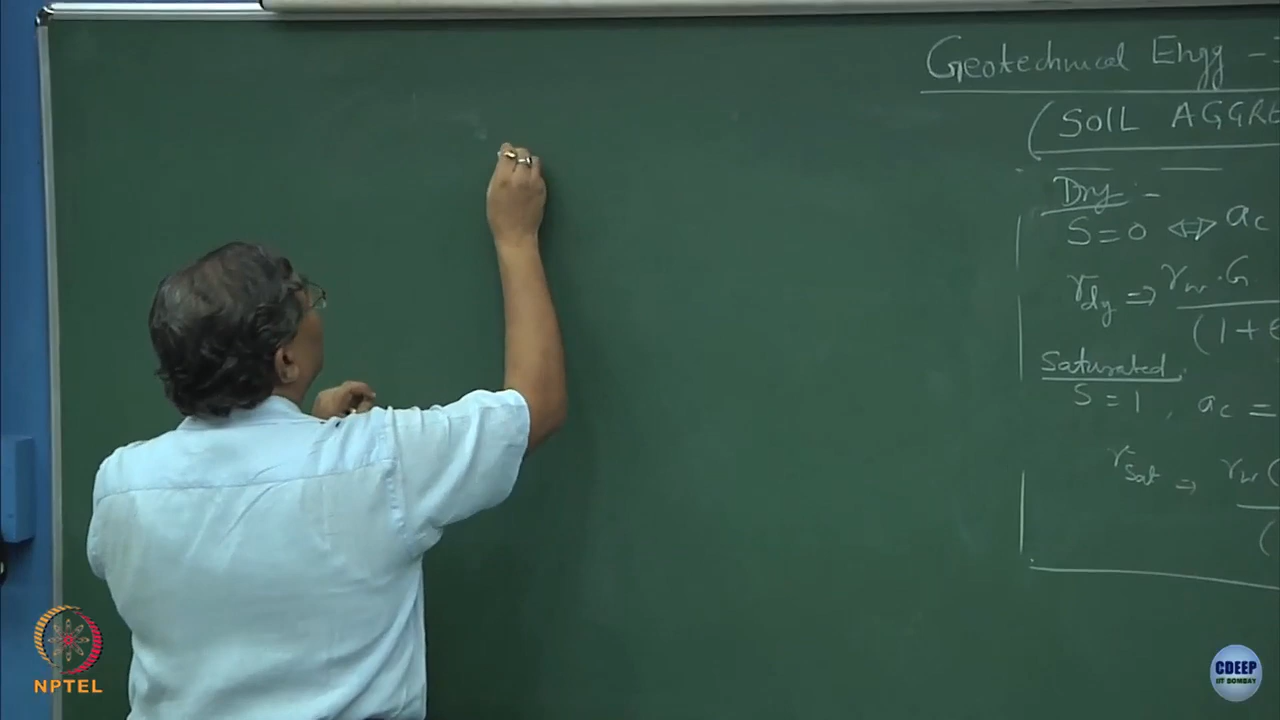 Geotechnical Engg -
(SOIL AGGRE
Dry :-
S=0 ⇔ ac
γdry ⇒ γw.G
(1+e
Saturated
S=1, ac =
γsat ⇒ γw(
(
NPTEL
CDEEP
IIT BOMBAY